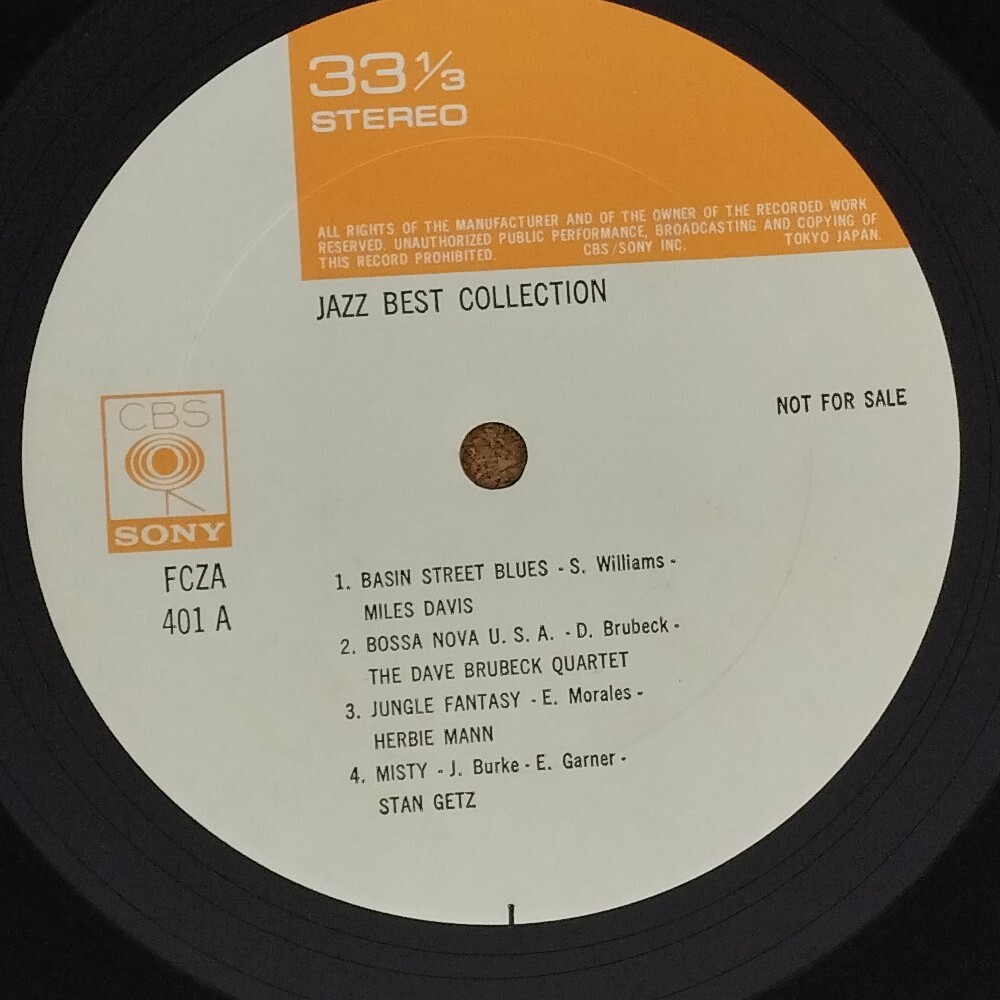 33 1/3
STEREO
ALL RIGHTS OF THE MANUFACTURER AND OF THE OWNER OF THE RECORDED WORK
RESERVED. UNAUTHORIZED PUBLIC PERFORMANCE, BROADCASTING AND COPYING OF
THIS RECORD PROHIBITED. CBS/SONY INC. TOKYO JAPAN.
JAZZ BEST COLLECTION
NOT FOR SALE
CBS
SONY
FCZA
401 A
1. BASIN STREET BLUES - S. Williams -
MILES DAVIS
2. BOSSA NOVA U. S. A. - D. Brubeck -
THE DAVE BRUBECK QUARTET
3. JUNGLE FANTASY - E. Morales -
HERBIE MANN
4. MISTY - J. Burke - E. Garner -
STAN GETZ